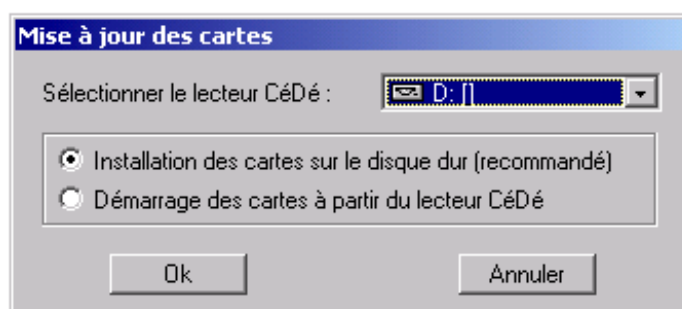 Mise à jour des cartes
Sélectionner le lecteur CéDé : D: []
Installation des cartes sur le disque dur (recommandé)
Démarrage des cartes à partir du lecteur CéDé
Ok Annuler